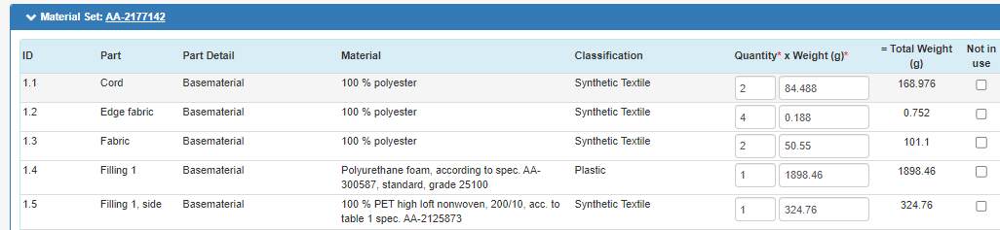 Material Set: AA-2177142
ID Part Part Detail Material Classification Quantity* x Weight (g)* = Total Weight (g) Not in use
1.1 Cord Basematerial 100 % polyester Synthetic Textile 2 84.488 168.976
1.2 Edge fabric Basematerial 100 % polyester Synthetic Textile 4 0.188 0.752
1.3 Fabric Basematerial 100 % polyester Synthetic Textile 2 50.55 101.1
1.4 Filling 1 Basematerial Polyurethane foam, according to spec. AA-
300587, standard, grade 25100 Plastic 1 1898.46 1898.46
1.5 Filling 1, side Basematerial 100 % PET high loft nonwoven, 200/10, acc. to
table 1 spec. AA-2125873 Synthetic Textile 1 324.76 324.76